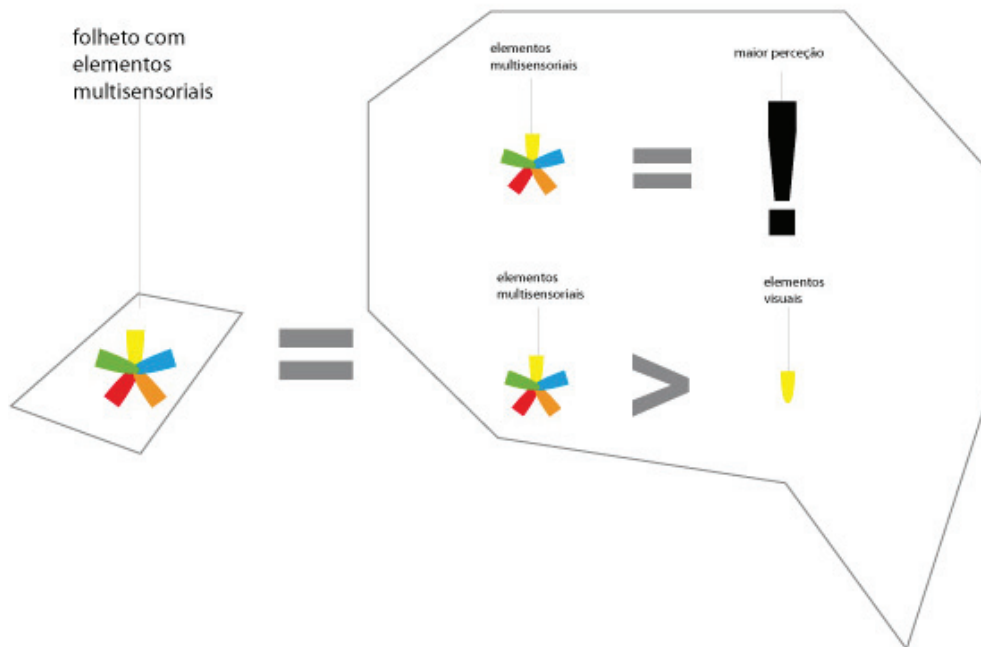 folheto com
elementos
multisensoriais
elementos
multisensoriais
=
maior perceção
!
=
elementos
multisensoriais
>
elementos
visuais